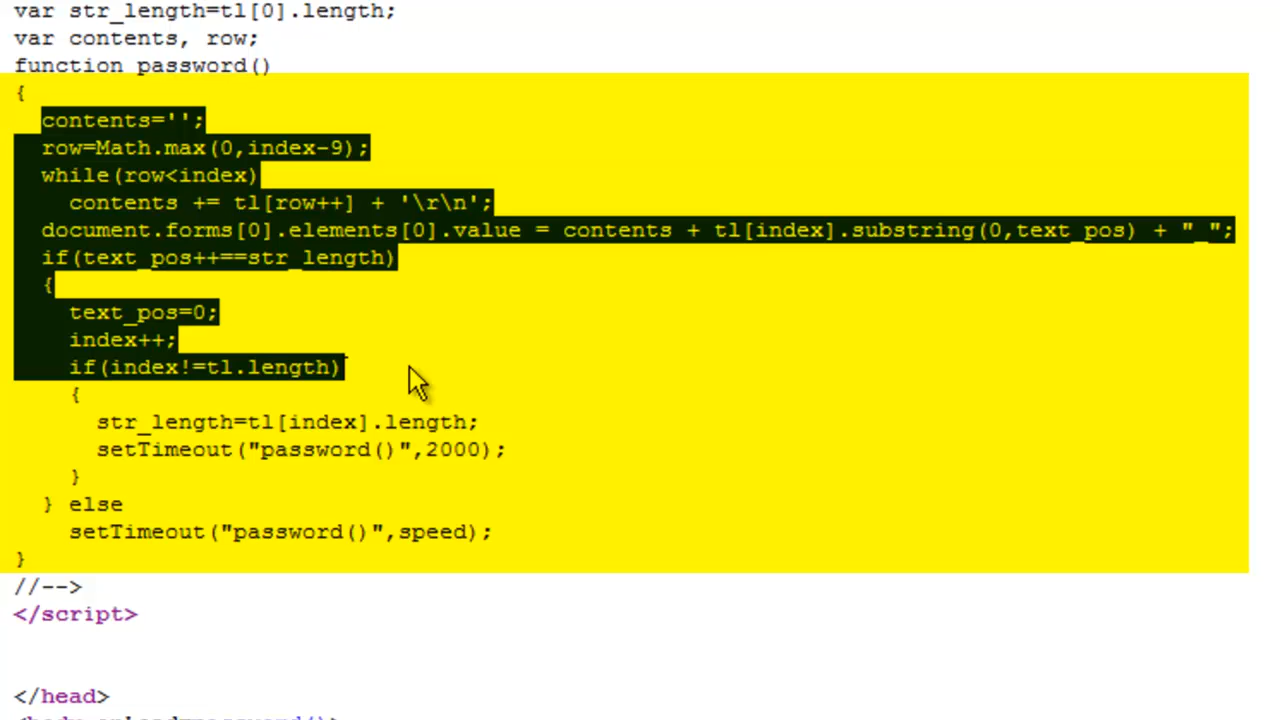 var str_length=tl[0].length;
var contents, row;
function password()
{
contents='';
row=Math.max(0,index-9);
while(row<index)
contents += tl[row++] + '\r\n';
document.forms[0].elements[0].value = contents + tl[index].substring(0,text_pos) + "_";
if(text_pos++==str_length)
{
text_pos=0;
index++;
if(index!=tl.length)
{
str_length=tl[index].length;
setTimeout("password()",2000);
}
} else
setTimeout("password()",speed);
}
//-->
</script>
</head>
<body onload=password()>